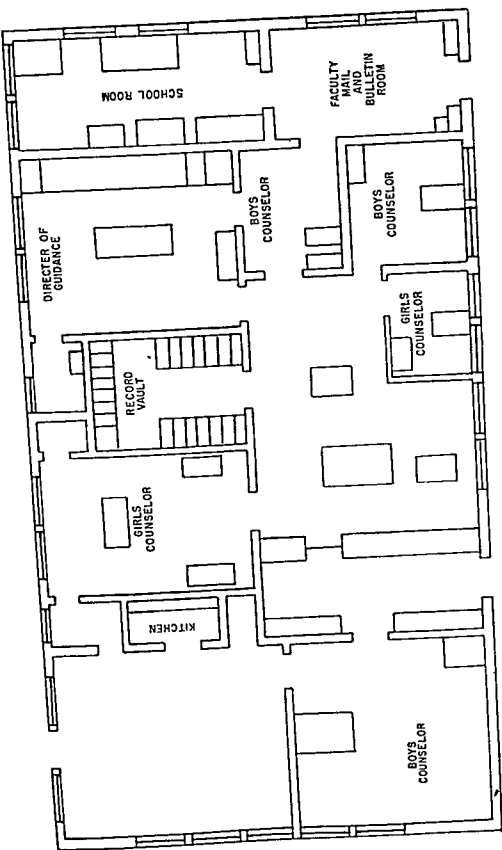 SCHOOL ROOM
FACULTY
MAIL
AND
BULLETIN
ROOM
BOYS
COUNSELOR
BOYS
COUNSELOR
DIRECTER OF
GUIDANCE
GIRLS
COUNSELOR
RECORD
VAULT
GIRLS
COUNSELOR
KITCHEN
BOYS
COUNSELOR